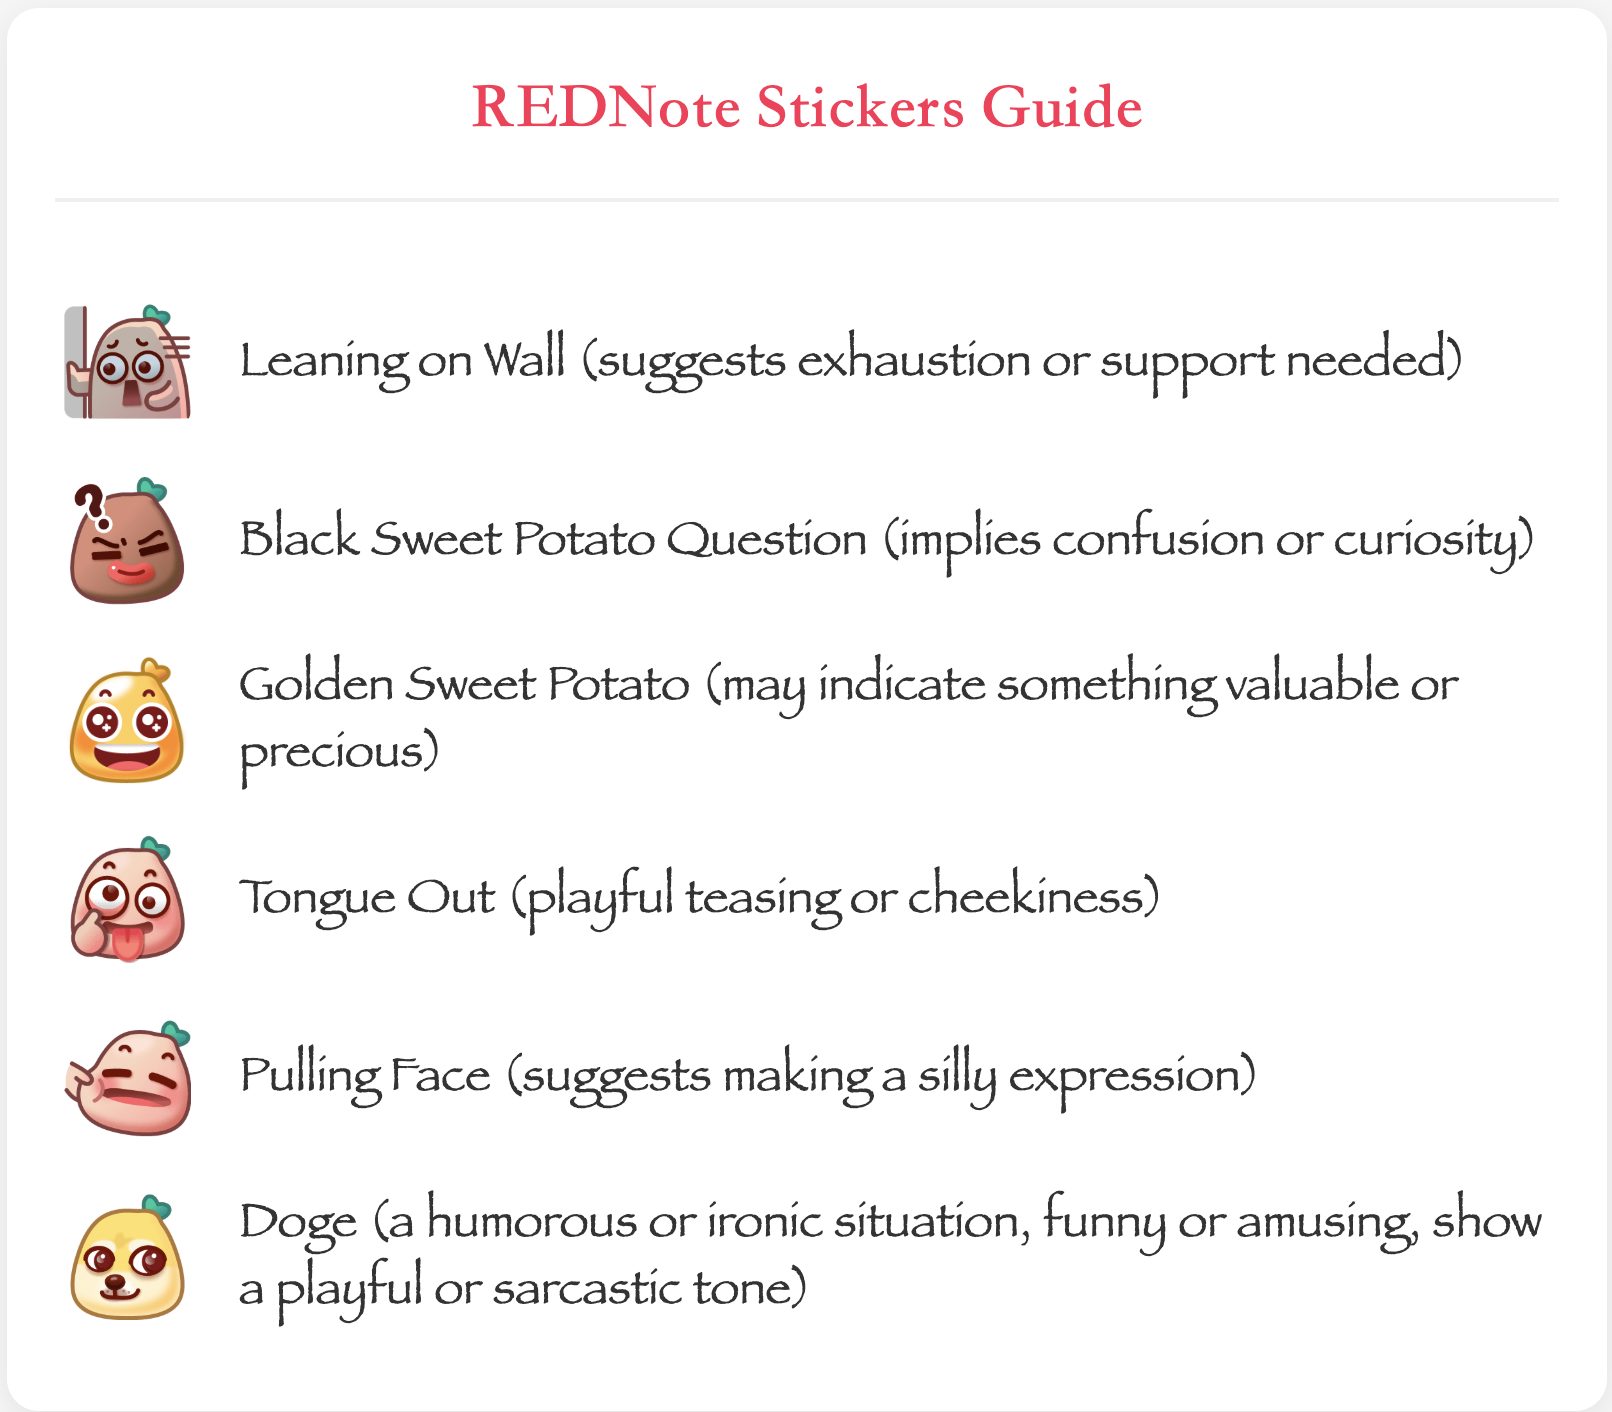 REDNote Stickers Guide
Leaning on Wall (suggests exhaustion or support needed)
?
Black Sweet Potato Question (implies confusion or curiosity)
Golden Sweet Potato (may indicate something valuable or
precious)
Tongue Out (playful teasing or cheekiness)
Pulling Face (suggests making a silly expression)
Doge (a humorous or ironic situation, funny or amusing, show
a playful or sarcastic tone)